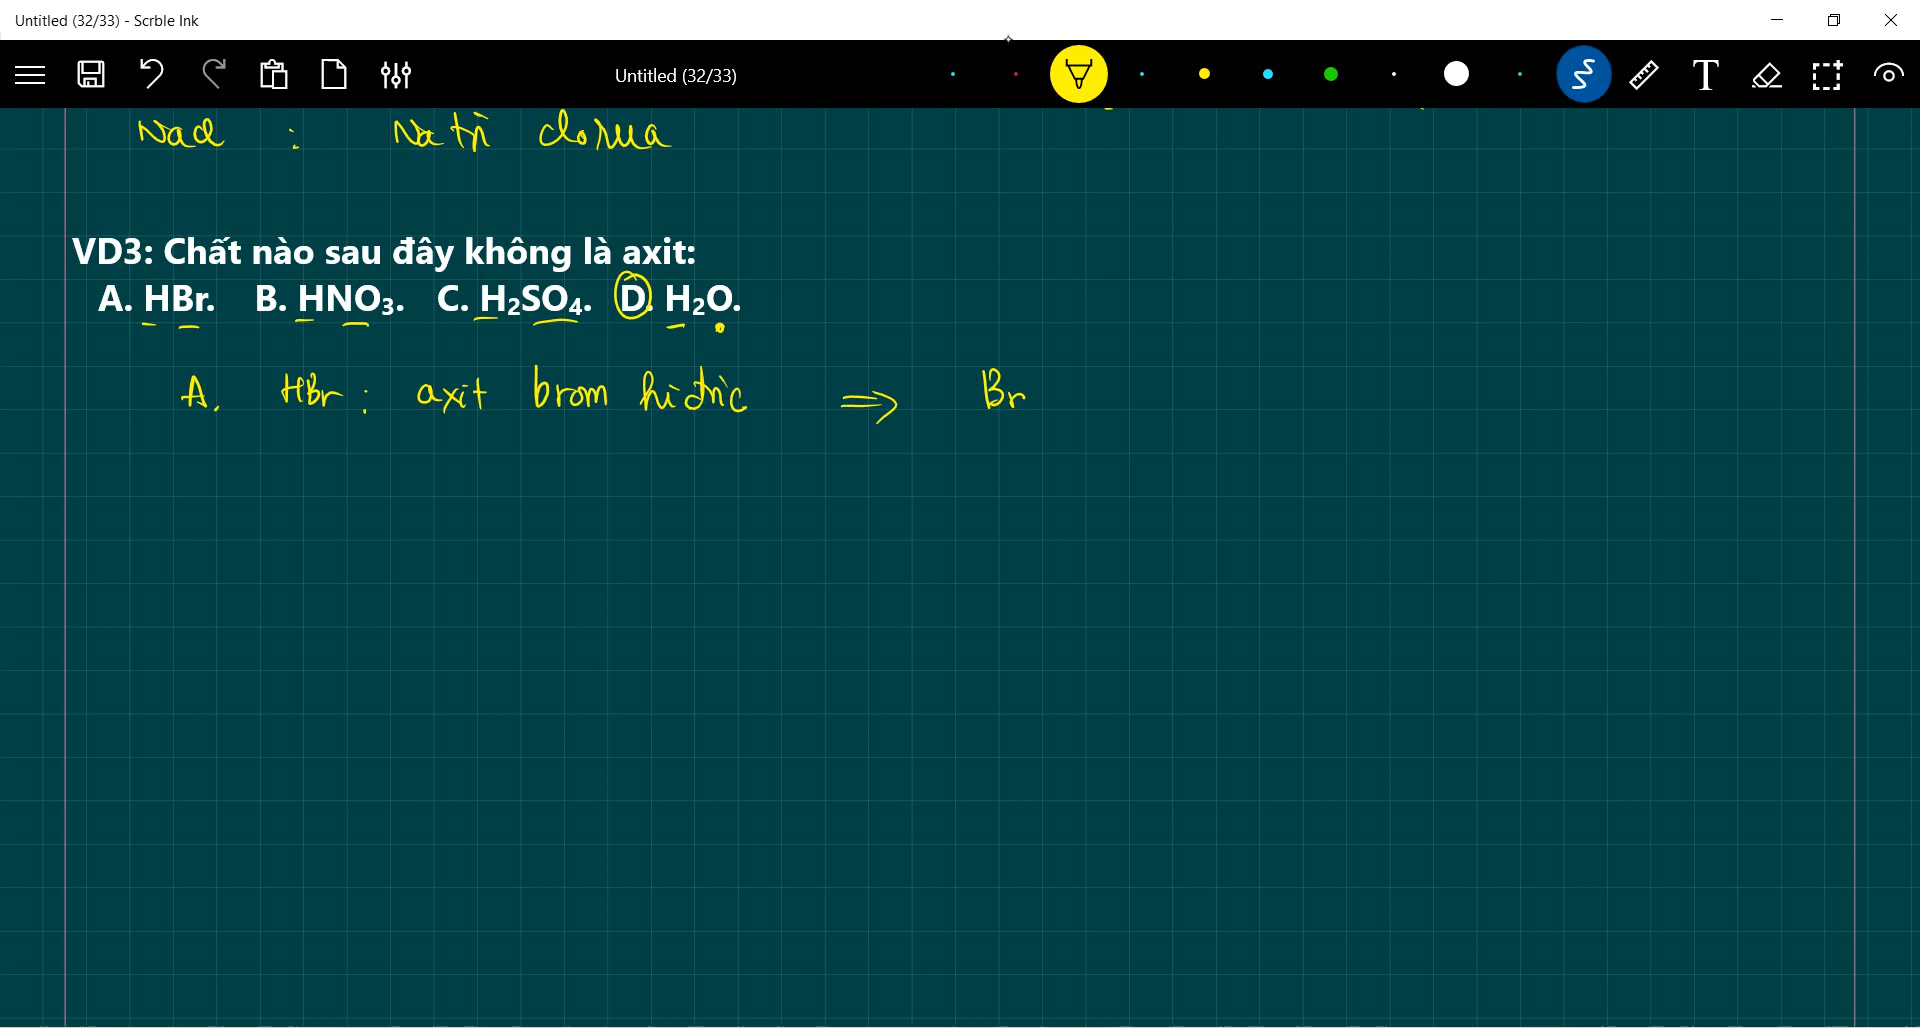 Untitled (32/33) - Scrble Ink
Untitled (32/33)
T
NaCl : Natri clorua
VD3: Chất nào sau đây không là axit:
A. HBr. B. HNO₃. C. H₂SO₄. D. H₂O.
A. HBr : axit brom hiđric ⇒ Br